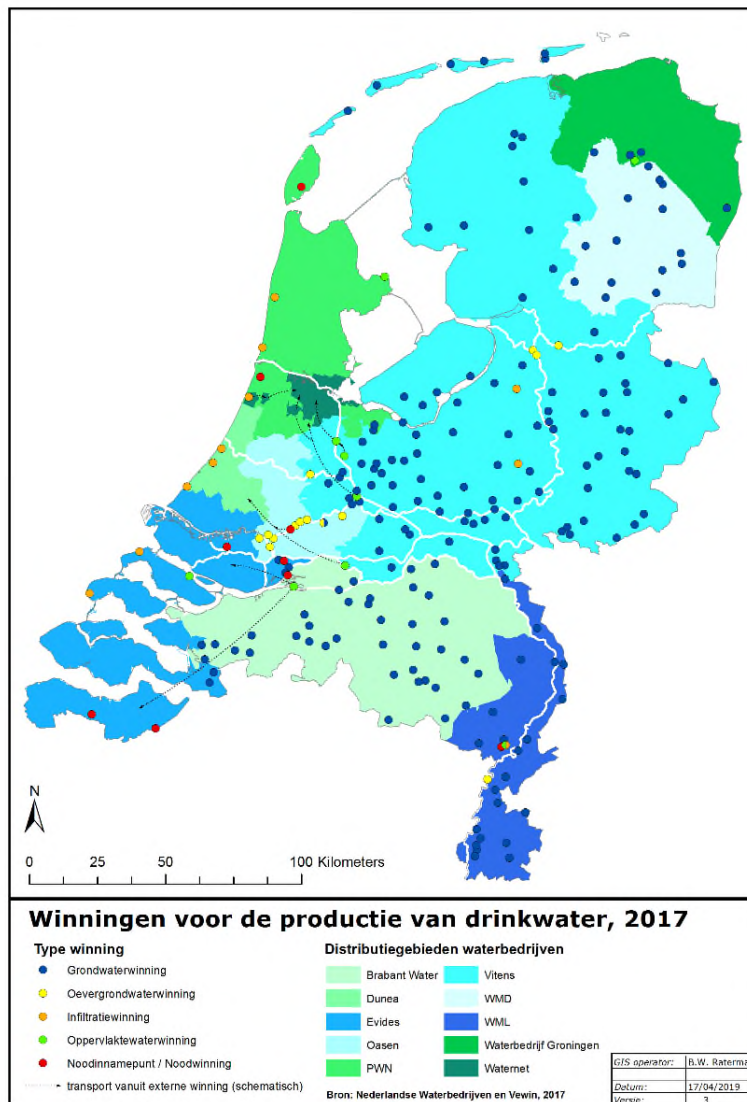 N
0 25 50 100 Kilometers
Winningen voor de productie van drinkwater, 2017
Type winning
Grondwaterwinning
Oevergrondwaterwinning
Infiltratiewinning
Oppervlaktewaterwinning
Noodinnamepunt / Noodwinning
transport vanuit externe winning (schematisch)
Distributiegebieden waterbedrijven
Brabant Water
Dunea
Evides
Oasen
PWN
Vitens
WMD
WML
Waterbedrijf Groningen
Waternet
Bron: Nederlandse Waterbedrijven en Vewin, 2017
GIS operator: B.W. Raterma
Datum: 17/04/2019
Versie: 3